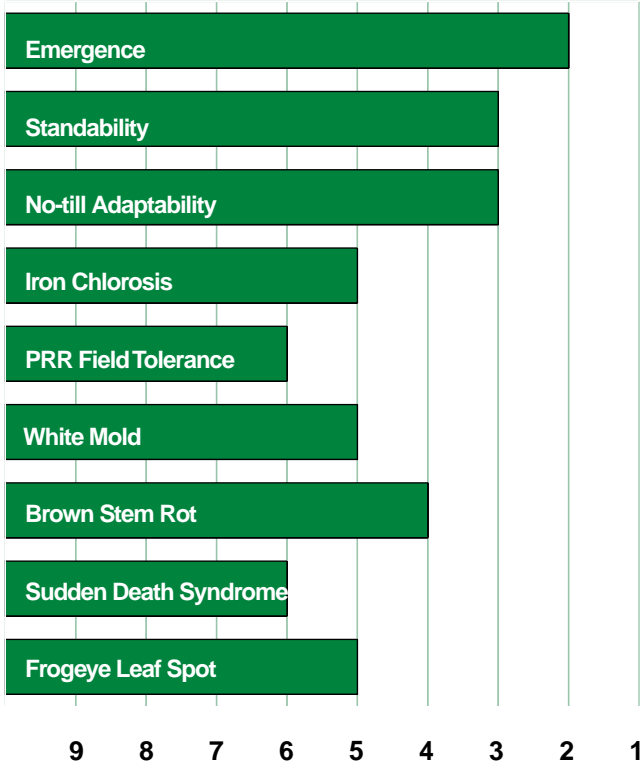 Emergence
Standability
No-till Adaptability
Iron Chlorosis
PRR Field Tolerance
White Mold
Brown Stem Rot
Sudden Death Syndrome
Frogeye Leaf Spot
9 8 7 6 5 4 3 2 1